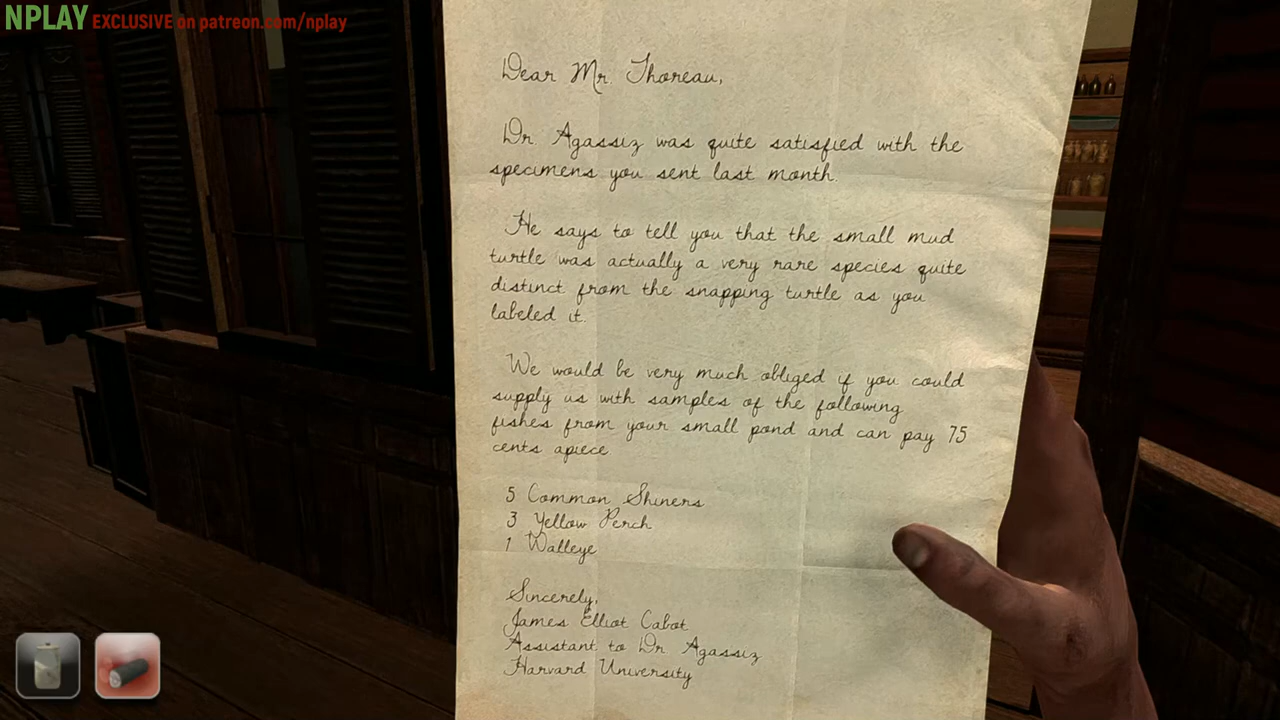 NPLAY EXCLUSIVE on patreon.com/nplay
Dear Mr. Thoreau,
Dr. Agassiz was quite satisfied with the
specimens you sent last month.
He says to tell you that the small mud
turtle was actually a very rare species quite
distinct from the snapping turtle as you
labeled it.
We would be very much obliged if you could
supply us with samples of the following
fishes from your small pond and can pay 75
cents apiece.
5 Common Shiners
3 Yellow Perch
1 Walleye
Sincerely,
James Elliot Cabot
Assistant to Dr. Agassiz
Harvard University